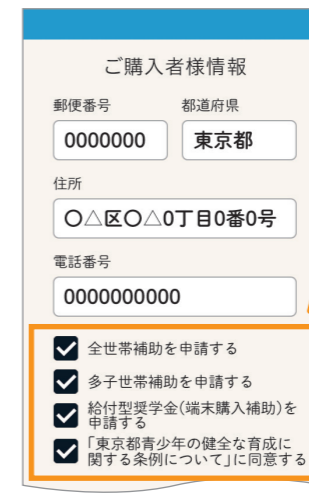 ご購入者様情報
郵便番号 都道府県
0000000 東京都
住所
〇△区〇△0丁目0番0号
電話番号
0000000000
全世帯補助を申請する
多子世帯補助を申請する
給付型奨学金(端末購入補助)を
申請する
「東京都青少年の健全な育成に
関する条例について」に同意する